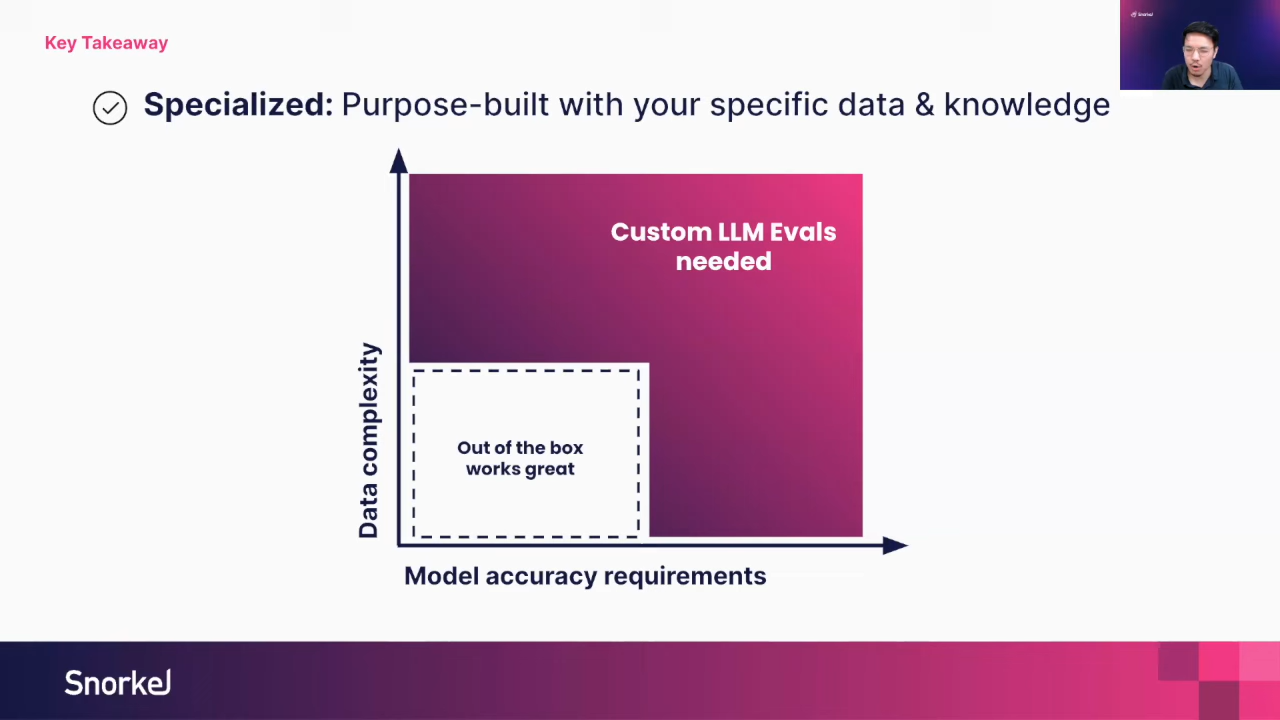 Key Takeaway
Specialized: Purpose-built with your specific data & knowledge
Snorkel
Custom LLM Evals
needed
Data complexity
Out of the box
works great
Model accuracy requirements
Snorkel